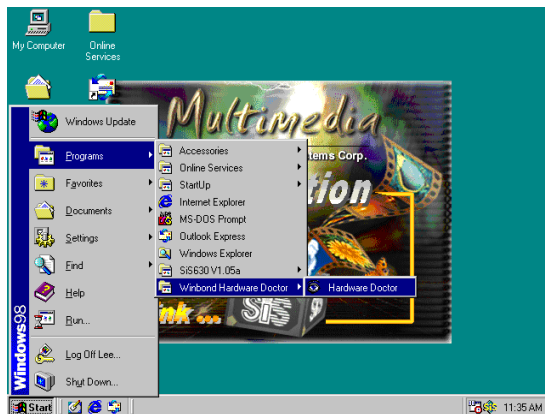 My Computer
Online
Services
Multimedia
tems Corp.
tion
nk ...
SiS
Windows Update
Programs
Favorites
Documents
Settings
Find
Help
Run...
Log Off Lee...
Shut Down...
Windows98
Accessories
Online Services
StartUp
Internet Explorer
MS-DOS Prompt
Outlook Express
Windows Explorer
SiS630 V1.05a
Winbond Hardware Doctor
Hardware Doctor
Start
11:35 AM